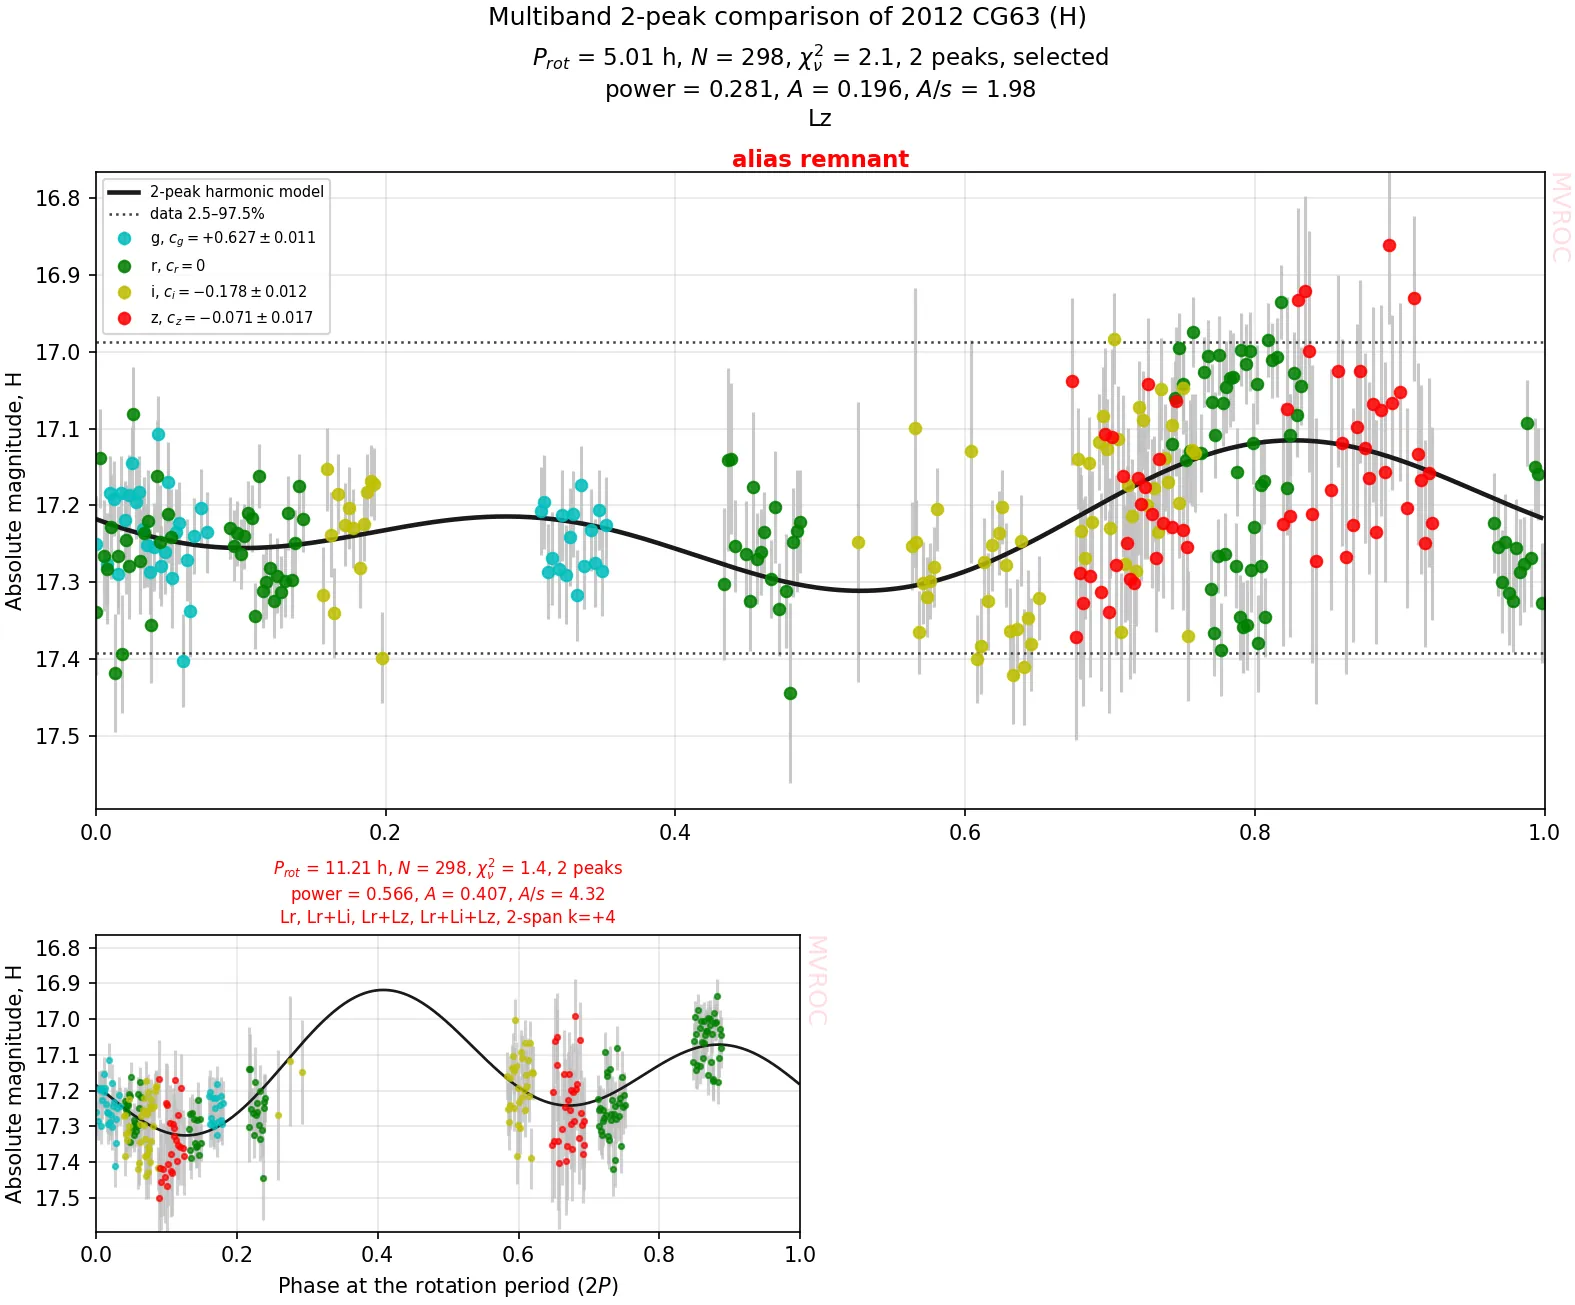 Multiband 2-peak comparison of 2012 CG63 (H)
P_rot = 5.01 h, N = 298, χ²_ν = 2.1, 2 peaks, selected
power = 0.281, A = 0.196, A/s = 1.98
Lz
alias remnant
2-peak harmonic model
data 2.5–97.5%
g, c_g = +0.627 ± 0.011
r, c_r = 0
i, c_i = −0.178 ± 0.012
z, c_z = −0.071 ± 0.017
MVROC
Absolute magnitude, H
16.8
16.9
17.0
17.1
17.2
17.3
17.4
17.5
0.0 0.2 0.4 0.6 0.8 1.0
P_rot = 11.21 h, N = 298, χ²_ν = 1.4, 2 peaks
power = 0.566, A = 0.407, A/s = 4.32
Lr, Lr+Li, Lr+Lz, Lr+Li+Lz, 2-span k=+4
MVROC
Absolute magnitude, H
16.8
16.9
17.0
17.1
17.2
17.3
17.4
17.5
0.0 0.2 0.4 0.6 0.8 1.0
Phase at the rotation period (2P)